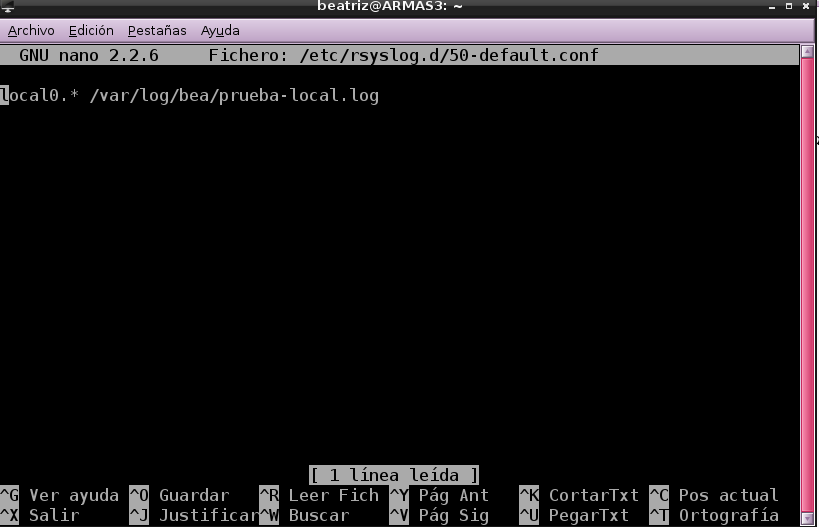 beatriz@ARMAS3: ~
Archivo Edición Pestañas Ayuda
GNU nano 2.2.6 Fichero: /etc/rsyslog.d/50-default.conf
local0.* /var/log/bea/prueba-local.log
[ 1 línea leída ]
^G Ver ayuda ^O Guardar ^R Leer Fich ^Y Pág Ant ^K CortarTxt ^C Pos actual
^X Salir ^J Justificar ^W Buscar ^V Pág Sig ^U PegarTxt ^T Ortografía